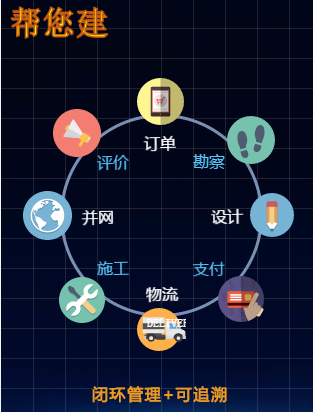 帮您建
订单
评价
勘察
并网
设计
施工
支付
物流
闭环管理+可追溯